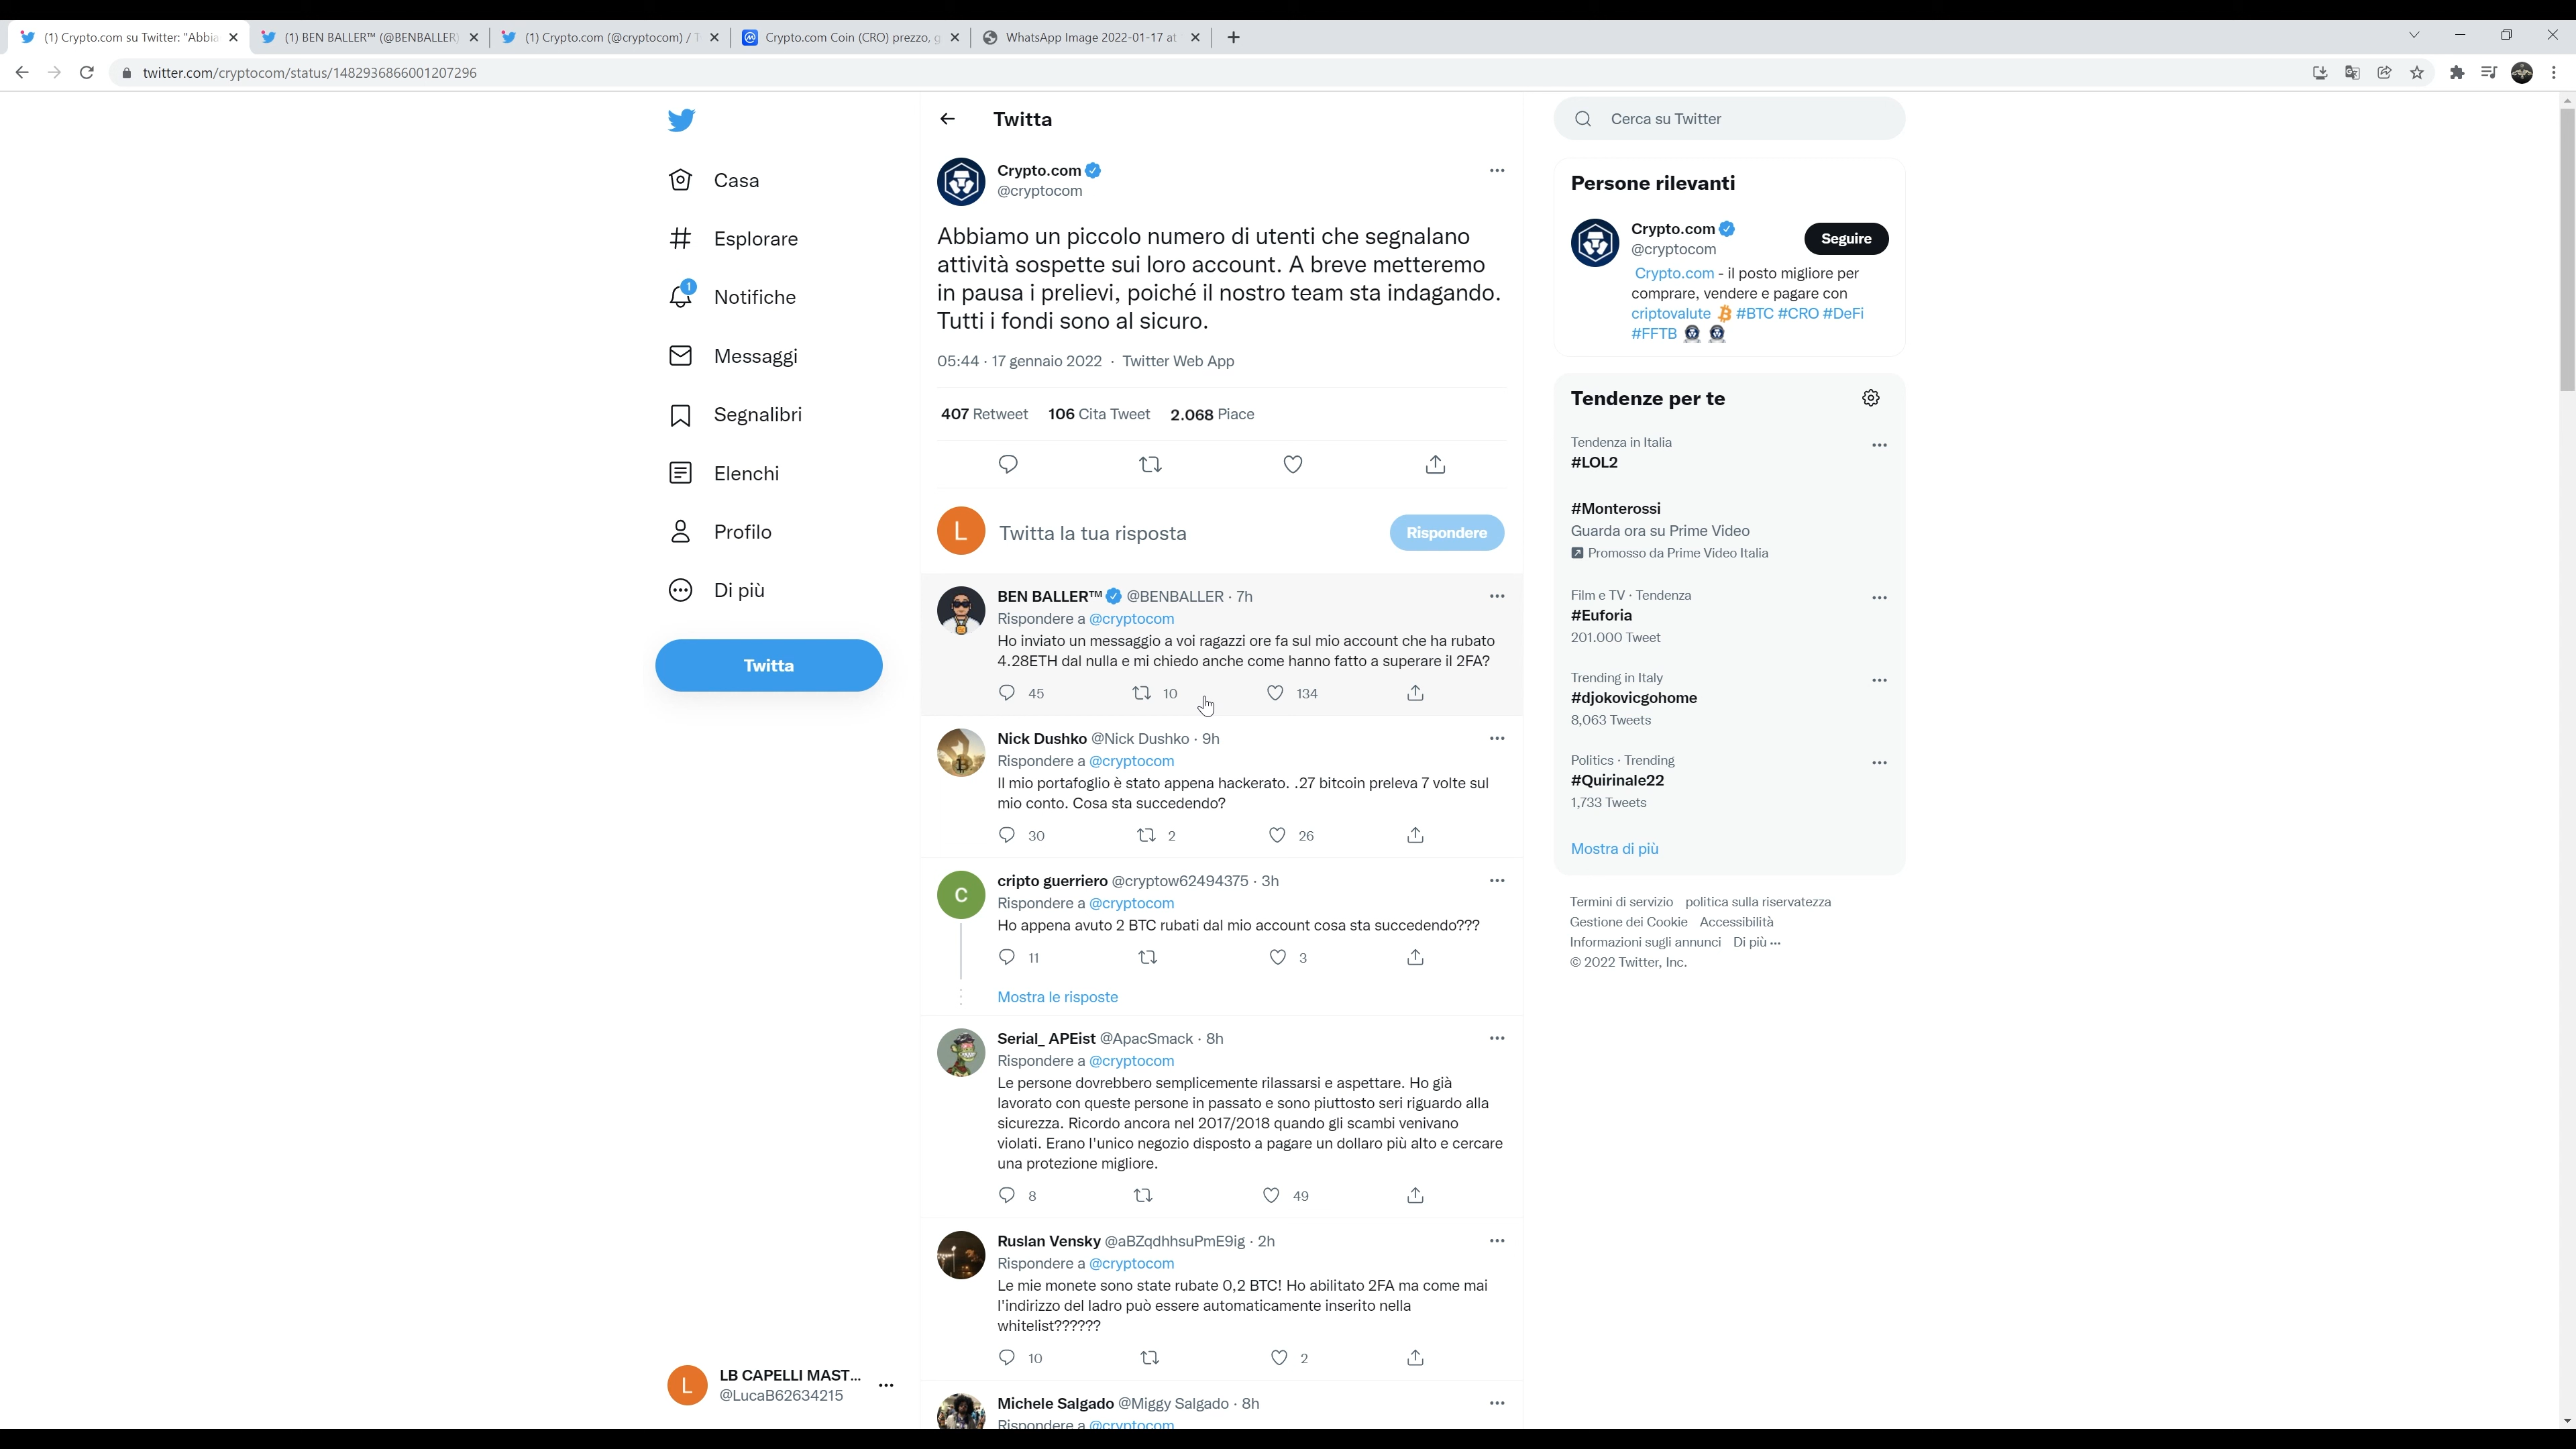 (1) Crypto.com su Twitter: "Abbia
(1) BEN BALLER™ (@BENBALLER)
(1) Crypto.com (@cryptocom) / T
Crypto.com Coin (CRO) prezzo, g
WhatsApp Image 2022-01-17 at
twitter.com/cryptocom/status/1482936866001207296
Casa
Esplorare
1
Notifiche
Messaggi
Segnalibri
Elenchi
Profilo
Di più
Twitta
L
LB CAPELLI MAST...
@LucaB62634215
Twitta
Crypto.com
@cryptocom
Abbiamo un piccolo numero di utenti che segnalano
attività sospette sui loro account. A breve metteremo
in pausa i prelievi, poiché il nostro team sta indagando.
Tutti i fondi sono al sicuro.
05:44 · 17 gennaio 2022 · Twitter Web App
407 Retweet 106 Cita Tweet 2.068 Piace
L
Twitta la tua risposta
Rispondere
BEN BALLER™ @BENBALLER · 7h
Rispondere a @cryptocom
Ho inviato un messaggio a voi ragazzi ore fa sul mio account che ha rubato
4.28ETH dal nulla e mi chiedo anche come hanno fatto a superare il 2FA?
45 10 134
Nick Dushko @Nick Dushko · 9h
Rispondere a @cryptocom
Il mio portafoglio è stato appena hackerato. .27 bitcoin preleva 7 volte sul
mio conto. Cosa sta succedendo?
30 2 26
C
cripto guerriero @cryptow62494375 · 3h
Rispondere a @cryptocom
Ho appena avuto 2 BTC rubati dal mio account cosa sta succedendo???
11 3
Mostra le risposte
Serial_ APEist @ApacSmack · 8h
Rispondere a @cryptocom
Le persone dovrebbero semplicemente rilassarsi e aspettare. Ho già
lavorato con queste persone in passato e sono piuttosto seri riguardo alla
sicurezza. Ricordo ancora nel 2017/2018 quando gli scambi venivano
violati. Erano l'unico negozio disposto a pagare un dollaro più alto e cercare
una protezione migliore.
8 49
Ruslan Vensky @aBZqdhhsuPmE9ig · 2h
Rispondere a @cryptocom
Le mie monete sono state rubate 0,2 BTC! Ho abilitato 2FA ma come mai
l'indirizzo del ladro può essere automaticamente inserito nella
whitelist??????
10 2
Michele Salgado @Miggy Salgado · 8h
Rispondere a @cryptocom
Cerca su Twitter
Persone rilevanti
Crypto.com
@cryptocom
Seguire
Crypto.com - il posto migliore per
comprare, vendere e pagare con
criptovalute #BTC #CRO #DeFi
#FFTB
Tendenze per te
Tendenza in Italia
#LOL2
#Monterossi
Guarda ora su Prime Video
Promosso da Prime Video Italia
Film e TV · Tendenza
#Euforia
201.000 Tweet
Trending in Italy
#djokovicgohome
8,063 Tweets
Politics · Trending
#Quirinale22
1,733 Tweets
Mostra di più
Termini di servizio politica sulla riservatezza
Gestione dei Cookie Accessibilità
Informazioni sugli annunci Di più ...
© 2022 Twitter, Inc.